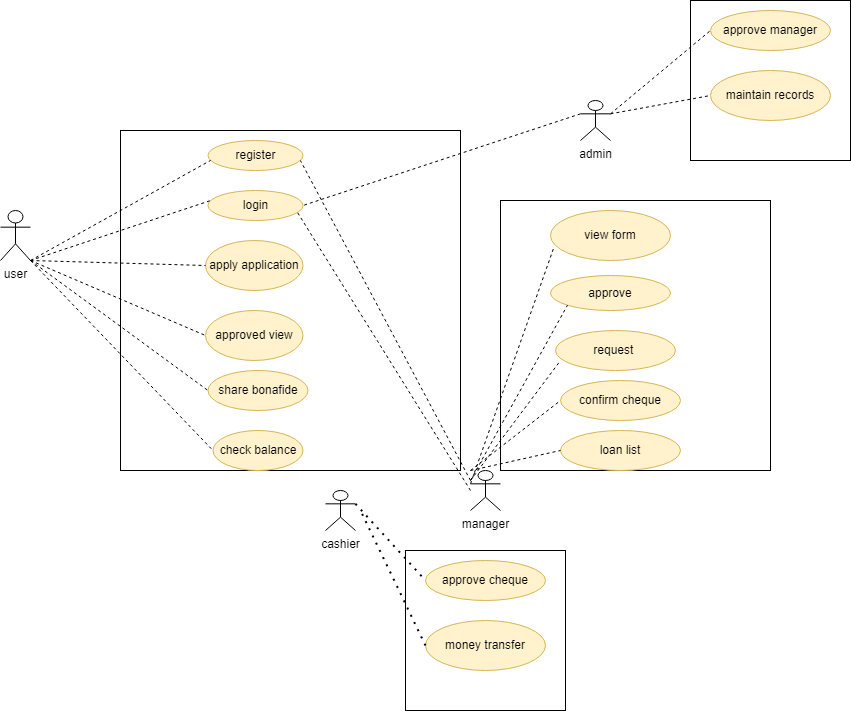 approve manager
maintain records
admin
register
login
apply application
approved view
share bonafide
check balance
user
view form
approve
request
confirm cheque
loan list
manager
cashier
approve cheque
money transfer